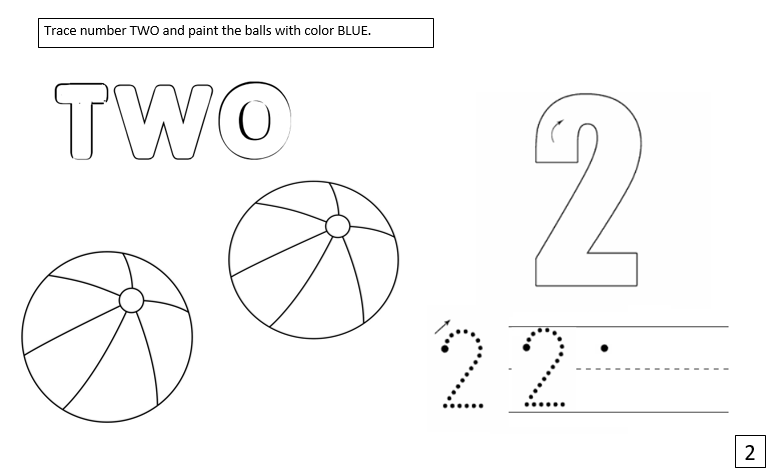 Trace number TWO and paint the balls with color BLUE.
TWO
2
2 2
2